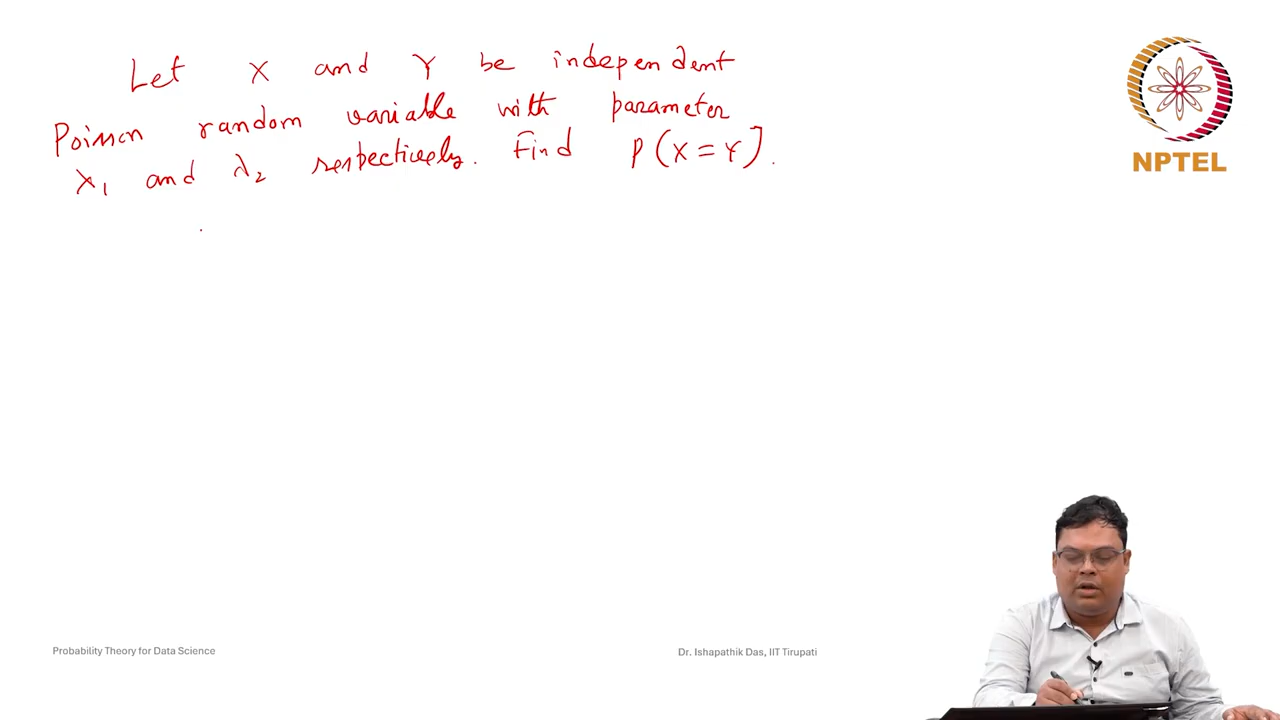 Let X and Y be independent
Poisson random variable with parameter
λ1 and λ2 respectively. Find P(X=Y].
NPTEL
Probability Theory for Data Science
Dr. Ishapathik Das, IIT Tirupati